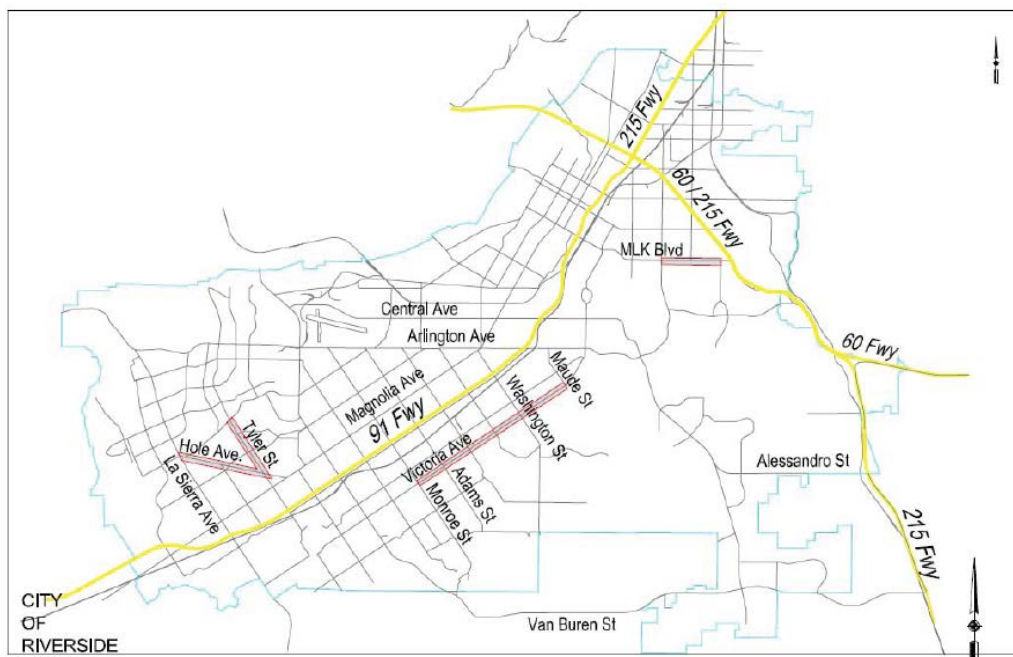 215 Fwy
60 / 215 Fwy
MLK Blvd
Central Ave
Arlington Ave
60 Fwy
Maude St
Magnolia Ave
Washington St
91 Fwy
Tyler St
Hole Ave.
Victoria Ave
La Sierra Ave
Adams St
Monroe St
Alessandro St
215 Fwy
Van Buren St
CITY
OF
RIVERSIDE